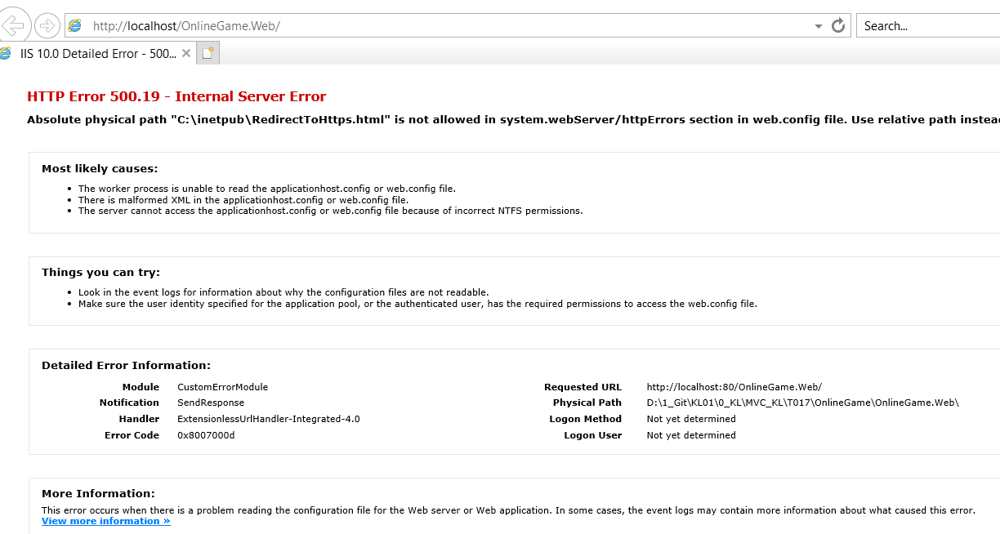 http://localhost/OnlineGame.Web/
Search...
IIS 10.0 Detailed Error - 500...
HTTP Error 500.19 - Internal Server Error
Absolute physical path "C:\inetpub\RedirectToHttps.html" is not allowed in system.webServer/httpErrors section in web.config file. Use relative path
Most likely causes:
• The worker process is unable to read the applicationhost.config or web.config file.
• There is malformed XML in the applicationhost.config or web.config file.
• The server cannot access the applicationhost.config or web.config file because of incorrect NTFS permissions.
Things you can try:
• Look in the event logs for information about why the configuration files are not readable.
• Make sure the user identity specified for the application pool, or the authenticated user, has the required permissions to access the web.config file.
Detailed Error Information:
Module CustomErrorModule
Notification SendResponse
Handler ExtensionlessUrlHandler-Integrated-4.0
Error Code 0x8007000d
Requested URL http://localhost:80/OnlineGame.Web/
Physical Path D:\1_Git\KL01\0_KL\MVC_KL\T017\OnlineGame\OnlineGame.Web\
Logon Method Not yet determined
Logon User Not yet determined
More Information:
This error occurs when there is a problem reading the configuration file for the Web server or Web application. In some cases, the event logs may contain more information about what caused this error.
View more information »